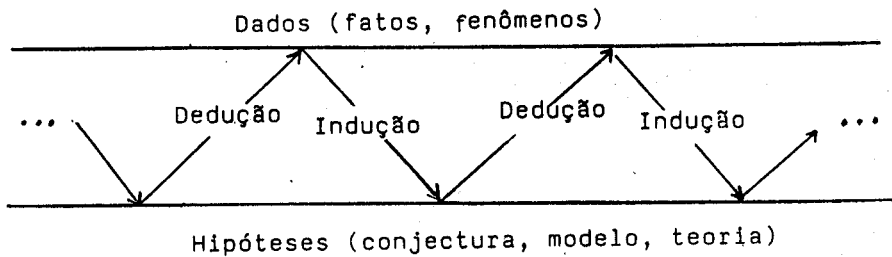 Dados (fatos, fenômenos)
Dedução
Indução
Dedução
Indução
... ...
Hipóteses (conjectura, modelo, teoria)